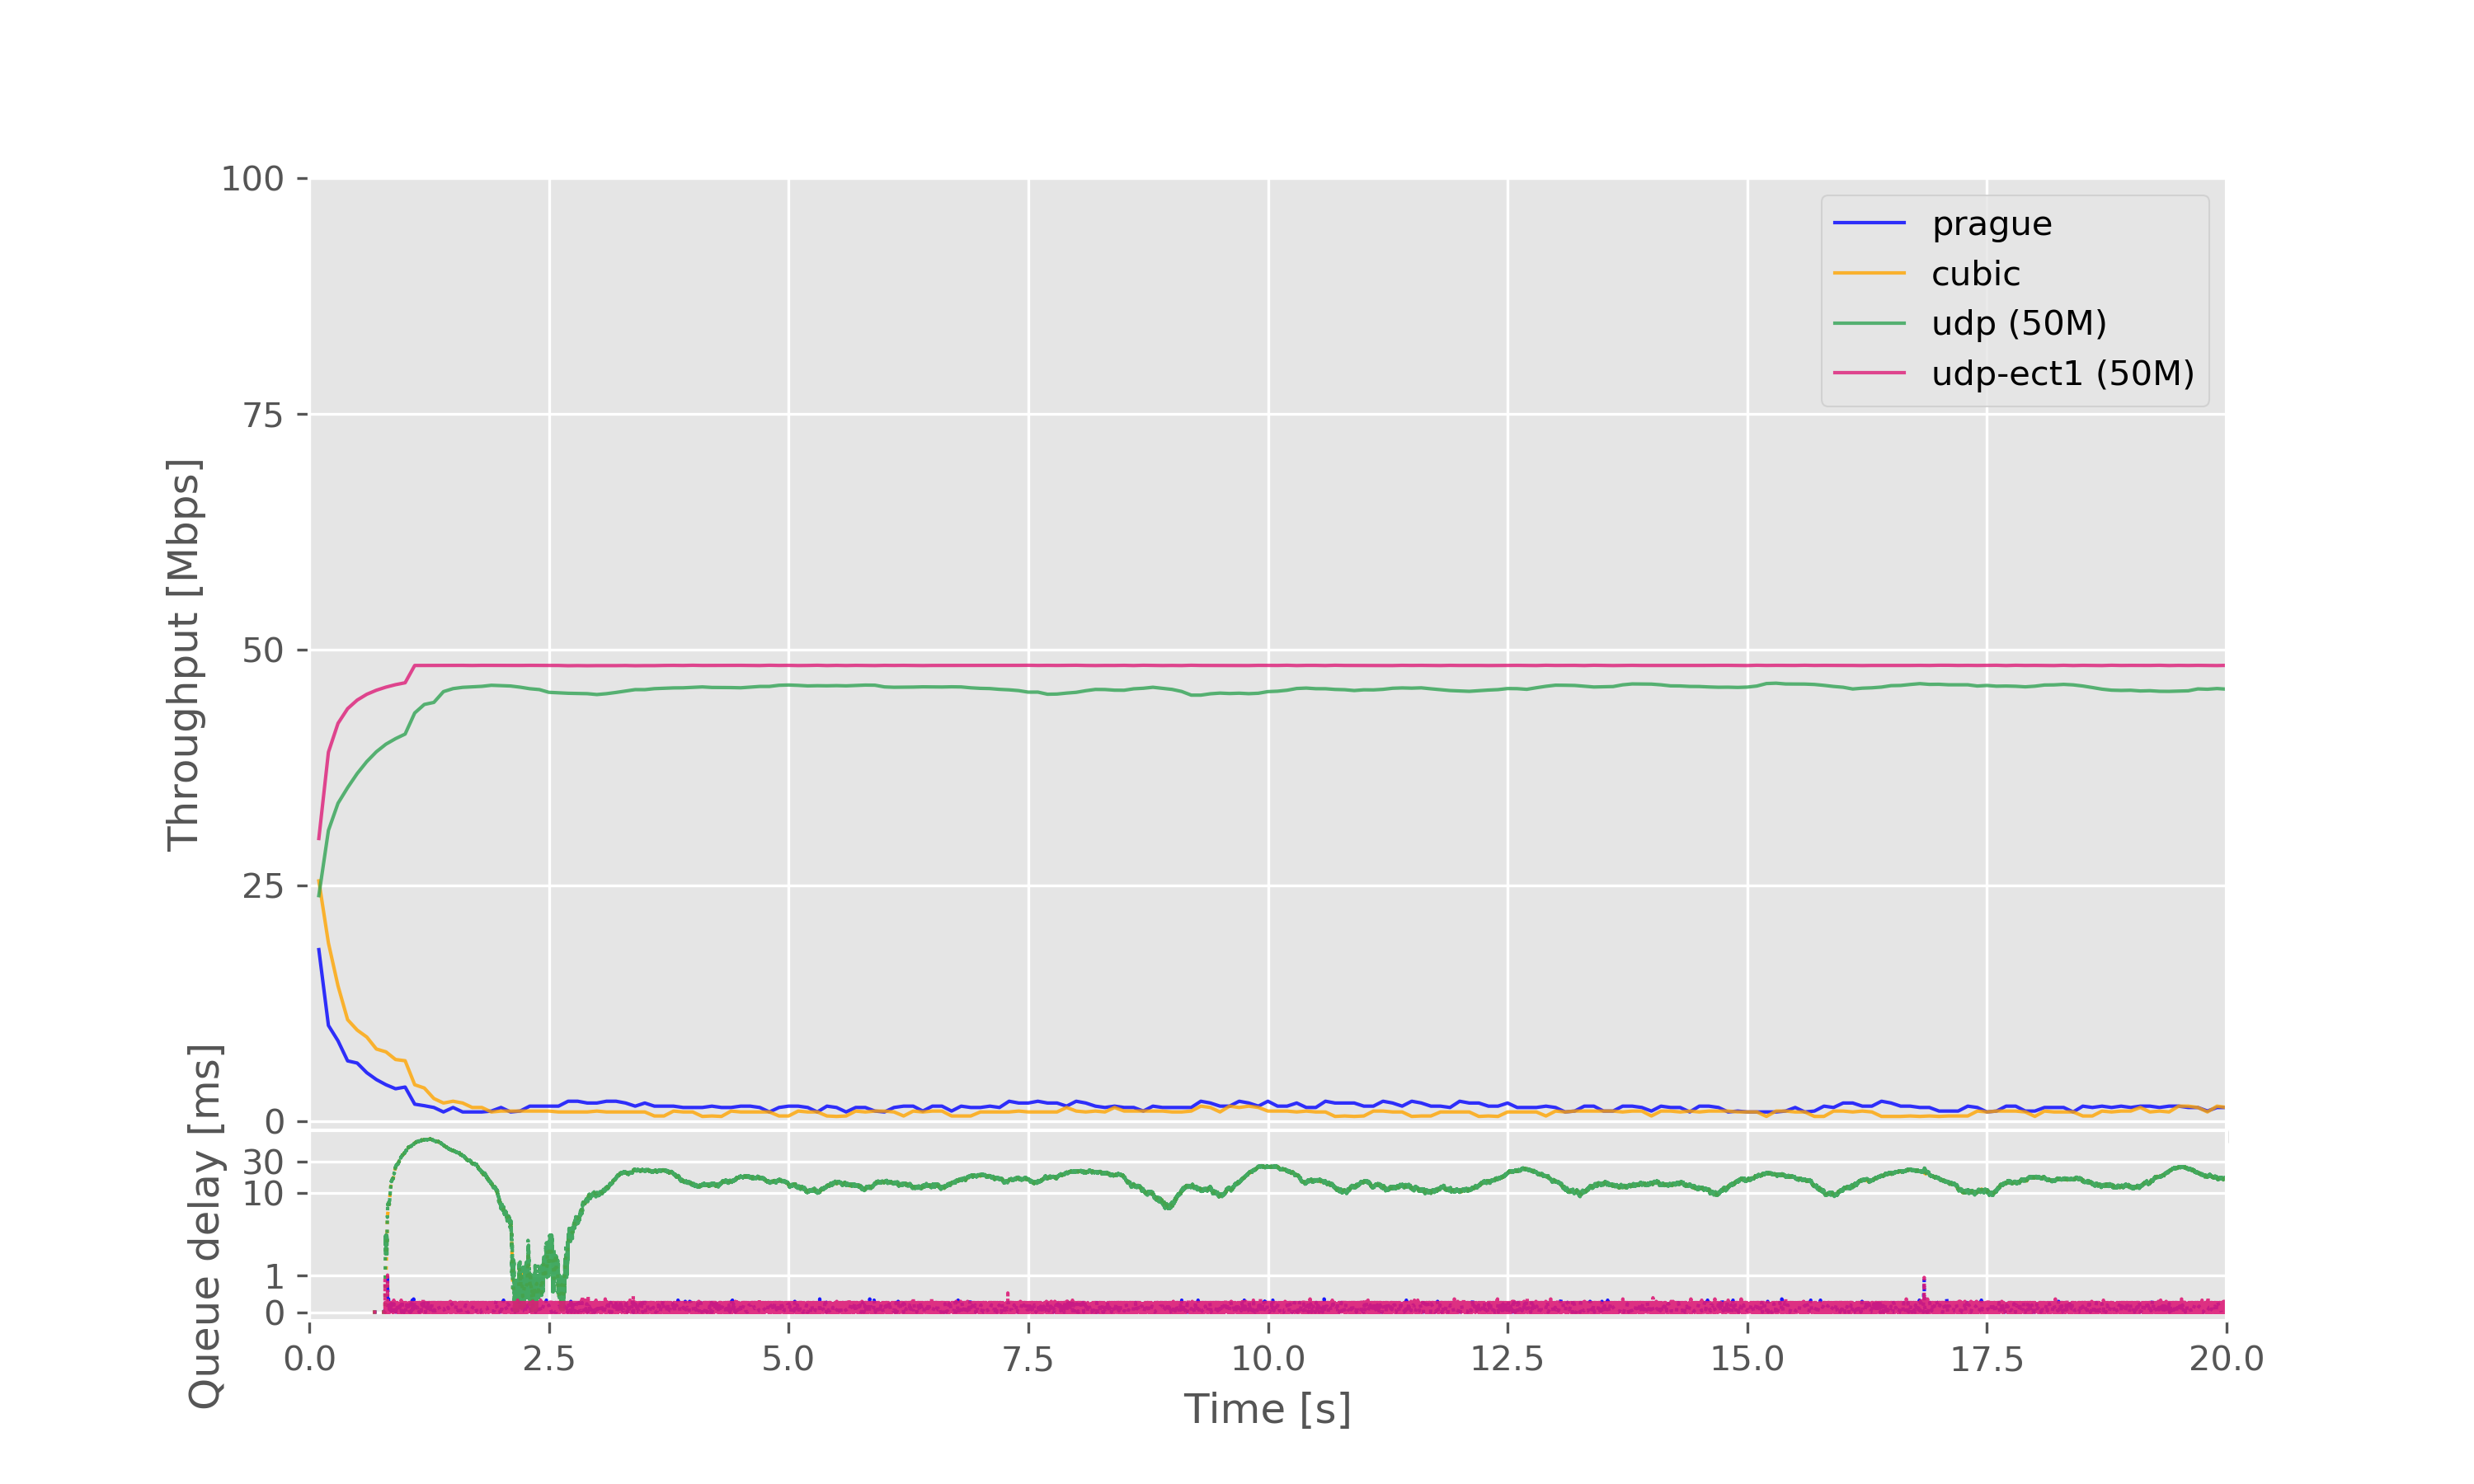 100
75
50
25
0
Throughput [Mbps]
prague
cubic
udp (50M)
udp-ect1 (50M)
30
10
1
0
Queue delay [ms]
0.0 2.5 5.0 7.5 10.0 12.5 15.0 17.5 20.0
Time [s]